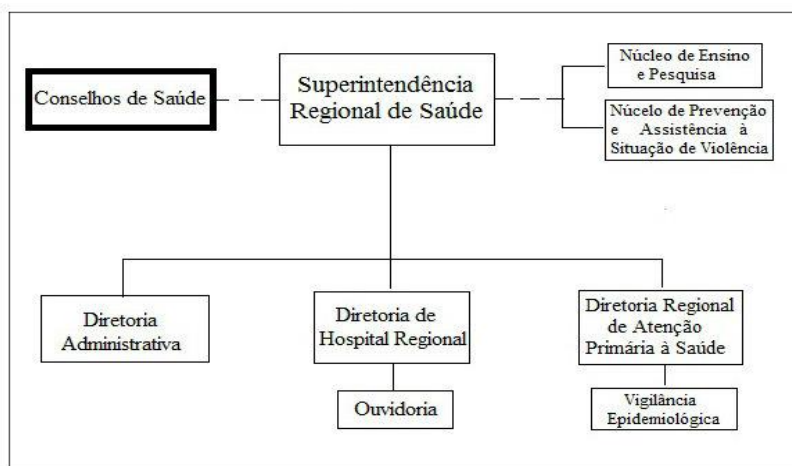 Conselhos de Saúde
Superintendência
Regional de Saúde
Núcleo de Ensino
e Pesquisa
Núcelo de Prevenção
e Assistência à
Situação de Violência
Diretoria
Administrativa
Diretoria de
Hospital Regional
Ouvidoria
Diretoria Regional
de Atenção
Primária à Saúde
Vigilância
Epidemiológica